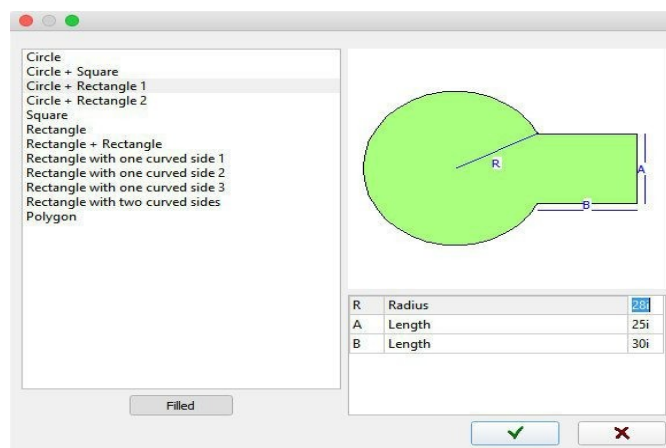 Circle
Circle + Square
Circle + Rectangle 1
Circle + Rectangle 2
Square
Rectangle
Rectangle + Rectangle
Rectangle with one curved side 1
Rectangle with one curved side 2
Rectangle with one curved side 3
Rectangle with two curved sides
Polygon
Filled
R
A
B
R Radius 28i
A Length 25i
B Length 30i